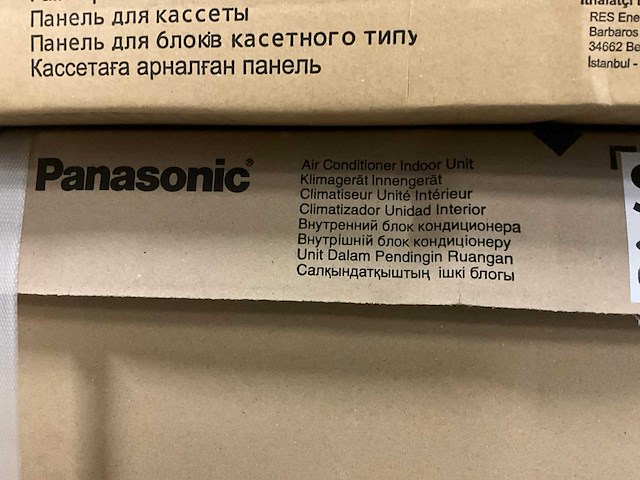 Панель для кассеты
Панель для блоків касетного типу
Кассетаға арналған панель
RES Ene
Barbaros
34662 Be
İstanbul -
Panasonic®
Air Conditioner Indoor Unit
Klimagerät Innengerät
Climatiseur Unité Intérieur
Climatizador Unidad Interior
Внутренний блок кондиционера
Внутрішній блок кондиціонеру
Unit Dalam Pendingin Ruangan
Салқындатқыштың ішкі блогы